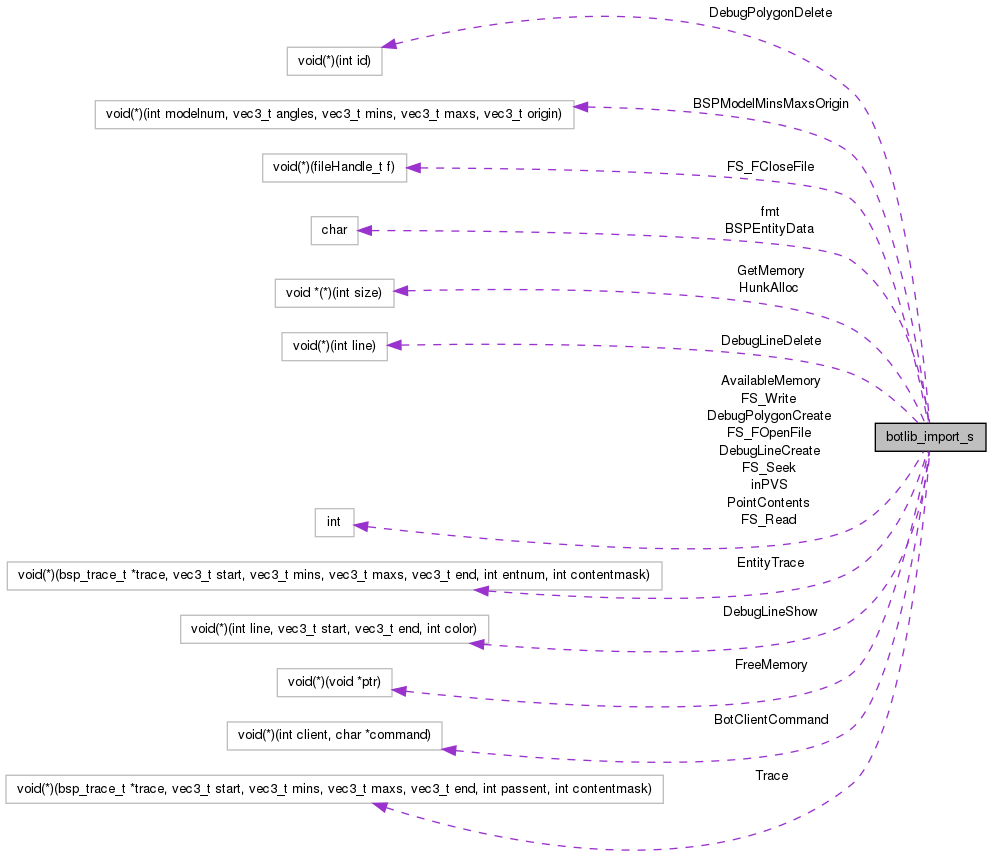 DebugPolygonDelete
void(*)(int id)
BSPModelMinsMaxsOrigin
void(*)(int modelnum, vec3_t angles, vec3_t mins, vec3_t maxs, vec3_t origin)
FS_FCloseFile
void(*)(fileHandle_t f)
fmt
BSPEntityData
char
GetMemory
HunkAlloc
void *(*)(int size)
DebugLineDelete
void(*)(int line)
AvailableMemory
FS_Write
DebugPolygonCreate
FS_FOpenFile
DebugLineCreate
FS_Seek
inPVS
PointContents
FS_Read
botlib_import_s
int
EntityTrace
void(*)(bsp_trace_t *trace, vec3_t start, vec3_t mins, vec3_t maxs, vec3_t end, int entnum, int contentmask)
DebugLineShow
void(*)(int line, vec3_t start, vec3_t end, int color)
FreeMemory
void(*)(void *ptr)
BotClientCommand
void(*)(int client, char *command)
Trace
void(*)(bsp_trace_t *trace, vec3_t start, vec3_t mins, vec3_t maxs, vec3_t end, int passent, int contentmask)